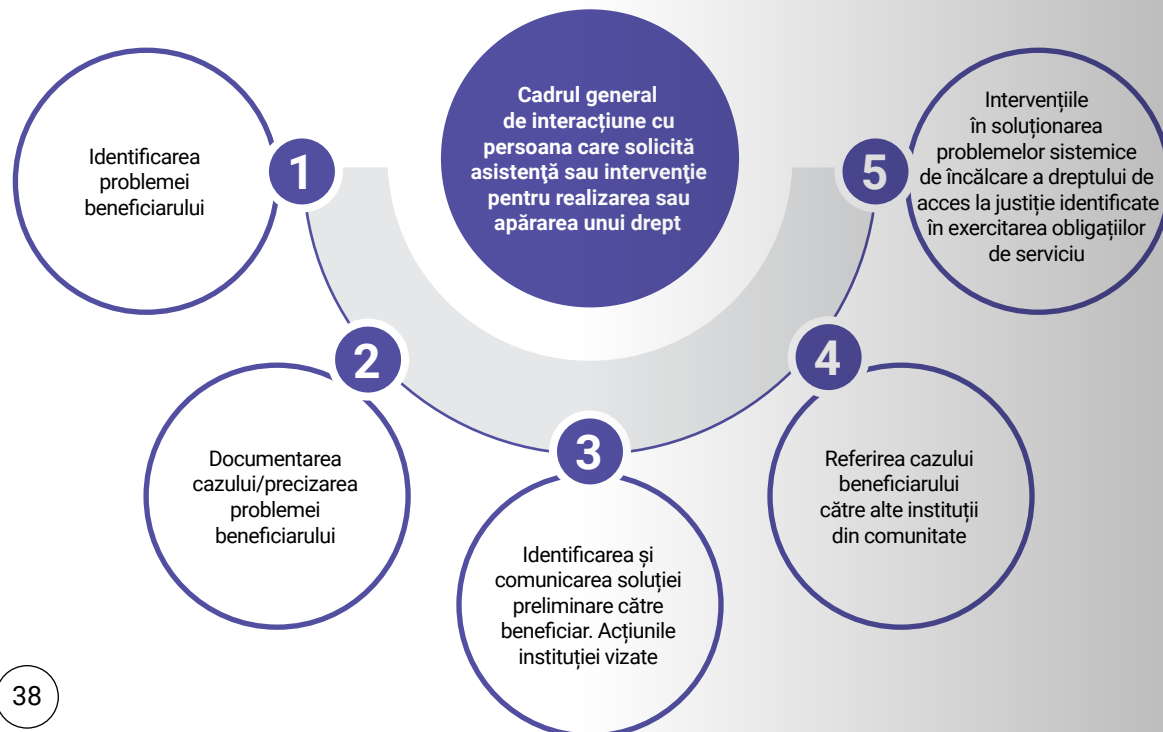 Cadrul general
de interacțiune cu
persoana care solicită
asistenţă sau intervenţie
pentru realizarea sau
apărarea unui drept
1
Identificarea
problemei
beneficiarului
2
Documentarea
cazului/precizarea
problemei
beneficiarului
3
Identificarea și
comunicarea soluției
preliminare către
beneficiar. Acțiunile
instituției vizate
4
Referirea cazului
beneficiarului
către alte instituții
din comunitate
5
Intervențiile
în soluționarea
problemelor sistemice
de încălcare a dreptului de
acces la justiție identificate
în exercitarea obligațiilor
de serviciu
38